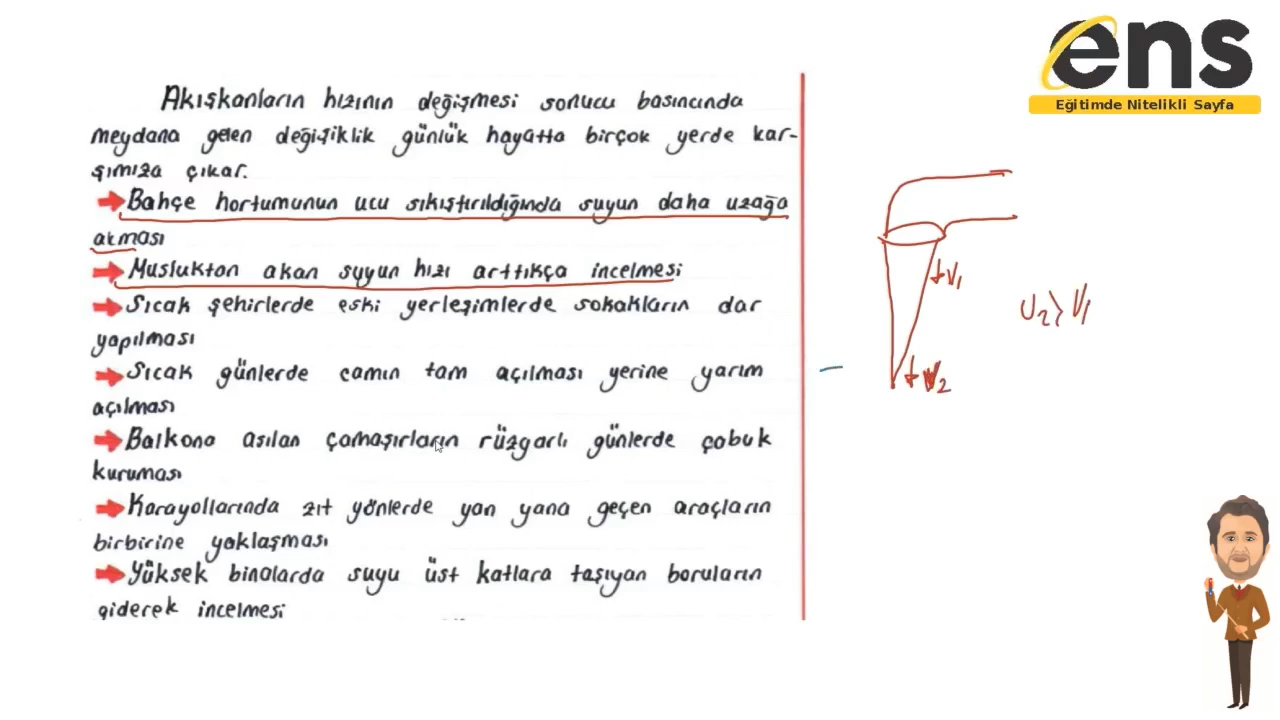 ens
Eğitimde Nitelikli Sayfa
Akışkanların hızının değişmesi sonucu basıncında
meydana gelen değişiklik günlük hayatta birçok yerde kar-
şımıza çıkar.
Bahçe hortumunun ucu sıkıştırıldığında suyun daha uzağa
akması
Musluktan akan suyun hızı arttıkça incelmesi
Sıcak şehirlerde eski yerleşimlerde sokakların dar
yapılması
Sıcak günlerde camın tam açılması yerine yarım
açılması
Balkona asılan çamaşırların rüzgarlı günlerde çabuk
kuruması
Karayollarında zıt yönlerde yan yana geçen araçların
birbirine yaklaşması
Yüksek binalarda suyu üst katlara taşıyan boruların
giderek incelmesi
V1
V2
V2 > V1